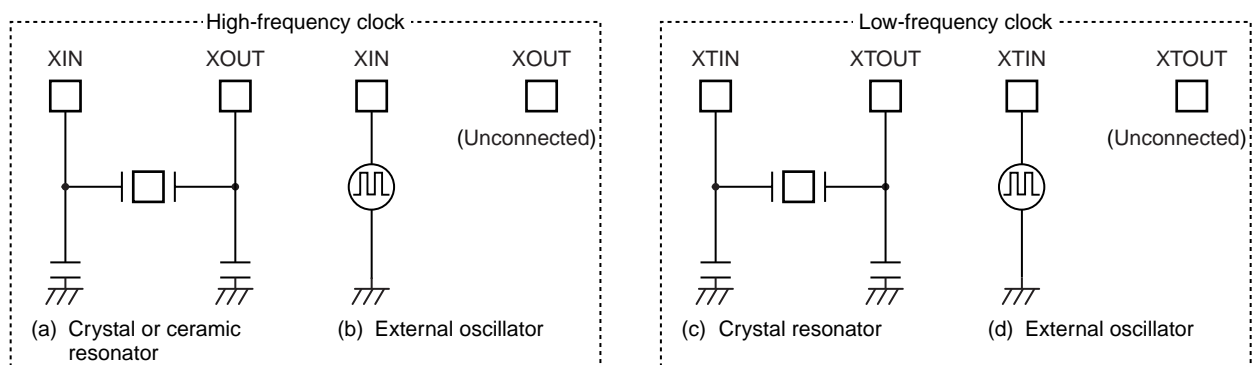 High-frequency clock
XIN XOUT XIN XOUT
(Unconnected)
(a) Crystal or ceramic
resonator
(b) External oscillator
Low-frequency clock
XTIN XTOUT XTIN XTOUT
(Unconnected)
(c) Crystal resonator
(d) External oscillator